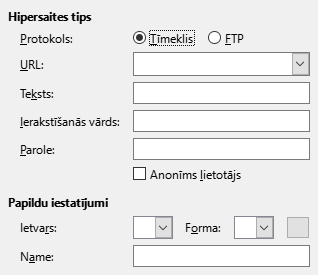 Hipersaites tips
Protokols: Tīmeklis FTP
URL:
Teksts:
Ierakstīšanās vārds:
Parole:
Anonīms lietotājs
Papildu iestatījumi
Ietvars: Forma:
Name: